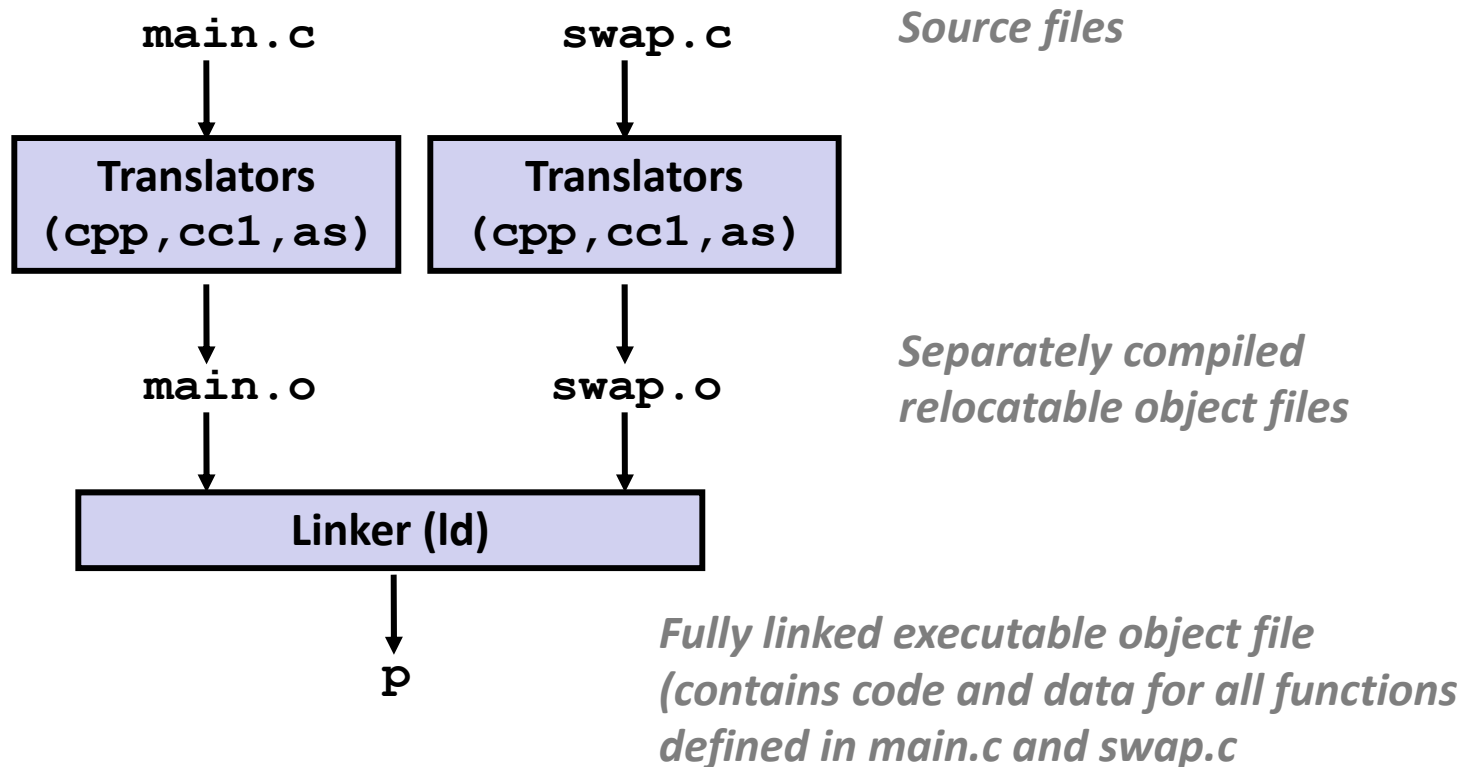 main.c
swap.c
Source files
Translators
(cpp,cc1,as)
Translators
(cpp,cc1,as)
main.o
swap.o
Separately compiled
relocatable object files
Linker (ld)
p
Fully linked executable object file
(contains code and data for all functions
defined in main.c and swap.c